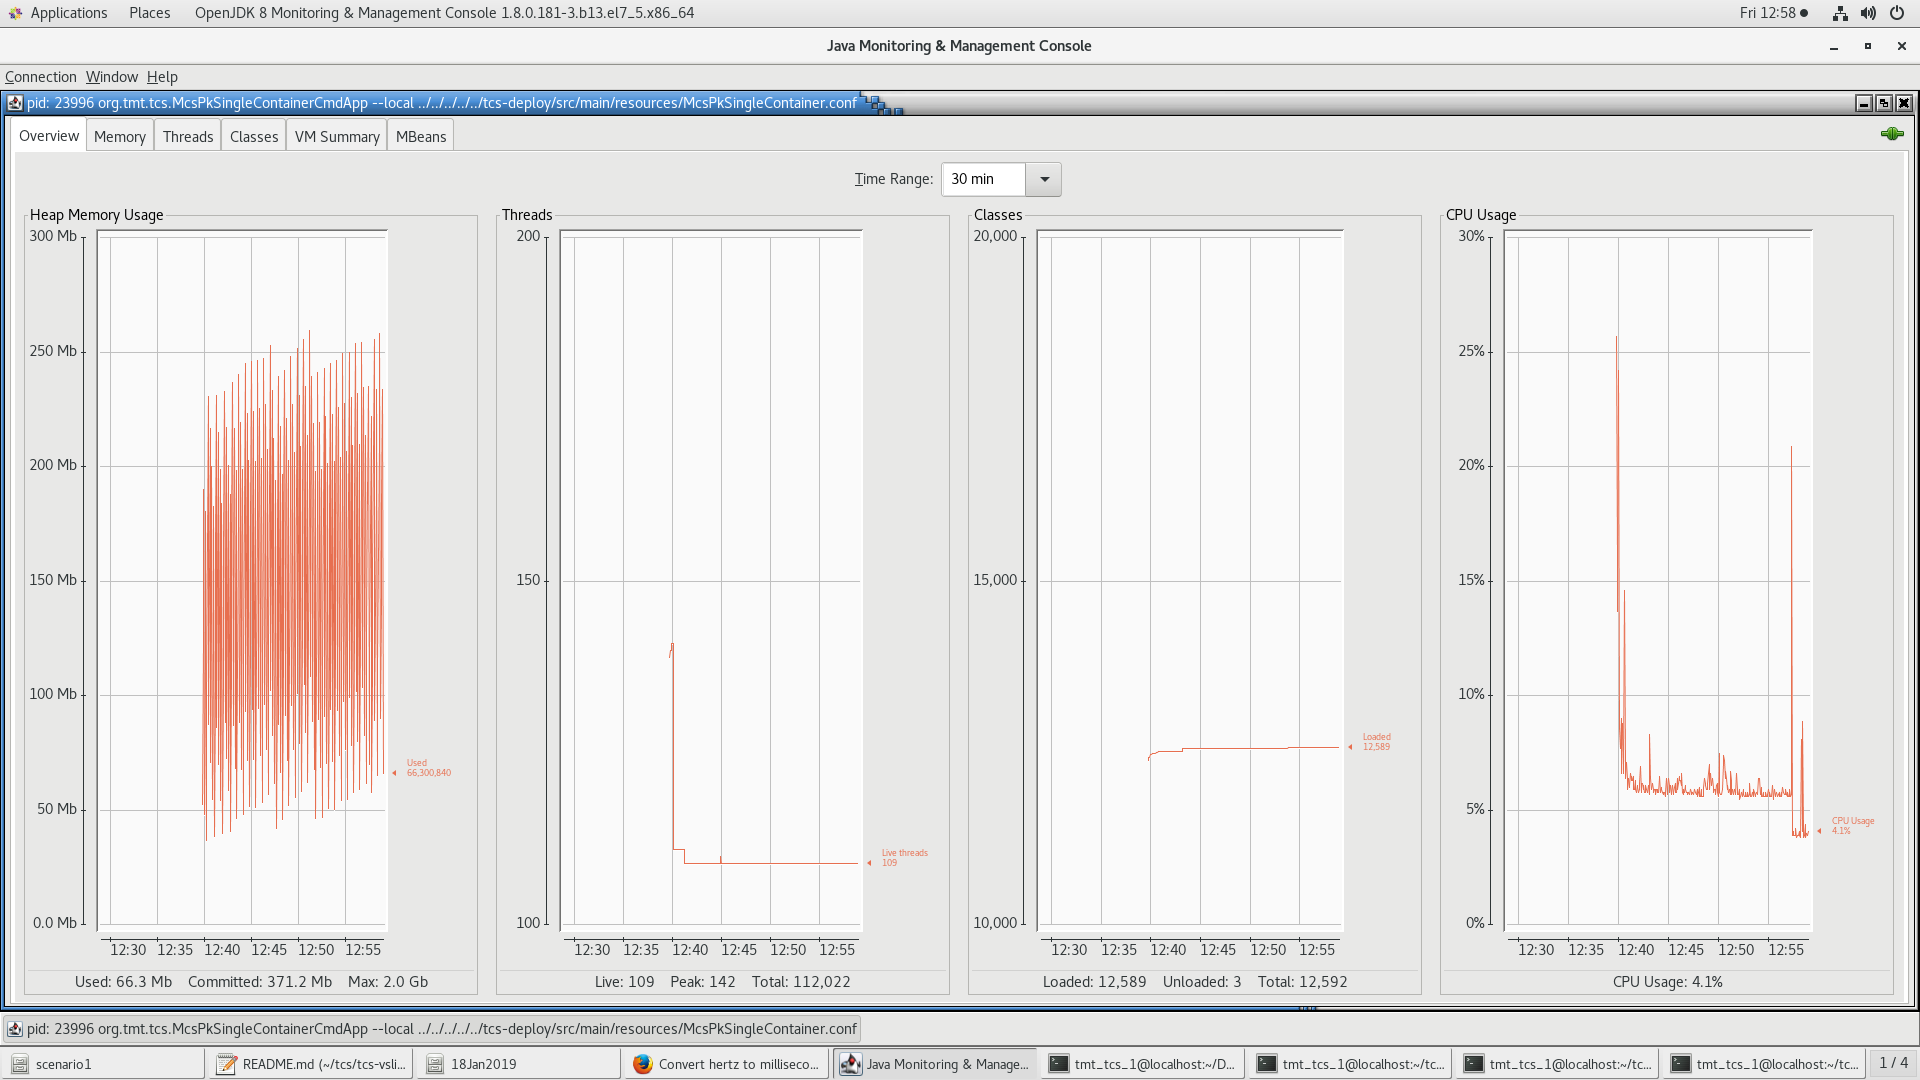 Applications Places OpenJDK 8 Monitoring & Management Console 1.8.0.181-3.b13.el7_5.x86_64 Fri 12:58
Java Monitoring & Management Console
Connection Window Help
pid: 23996 org.tmt.tcs.McsPkSingleContainerCmdApp --local ../../../../../tcs-deploy/src/main/resources/McsPkSingleContainer.conf
Overview Memory Threads Classes VM Summary MBeans
Time Range: 30 min
Heap Memory Usage
300 Mb
250 Mb
200 Mb
150 Mb
100 Mb
50 Mb
0.0 Mb
Used
66,300,840
12:30 12:35 12:40 12:45 12:50 12:55
Used: 66.3 Mb Committed: 371.2 Mb Max: 2.0 Gb
Threads
200
150
100
Live threads
109
12:30 12:35 12:40 12:45 12:50 12:55
Live: 109 Peak: 142 Total: 112,022
Classes
20,000
15,000
10,000
Loaded
12,589
12:30 12:35 12:40 12:45 12:50 12:55
Loaded: 12,589 Unloaded: 3 Total: 12,592
CPU Usage
30%
25%
20%
15%
10%
5%
0%
CPU Usage
4.1%
12:30 12:35 12:40 12:45 12:50 12:55
CPU Usage: 4.1%
pid: 23996 org.tmt.tcs.McsPkSingleContainerCmdApp --local ../../../../../tcs-deploy/src/main/resources/McsPkSingleContainer.conf
scenario1 README.md (~/tcs/tcs-vsli... 18Jan2019 Convert hertz to milliseco... Java Monitoring & Manage... tmt_tcs_1@localhost:~/D... tmt_tcs_1@localhost:~/tc... tmt_tcs_1@localhost:~/tc... tmt_tcs_1@localhost:~/tc... 1 / 4